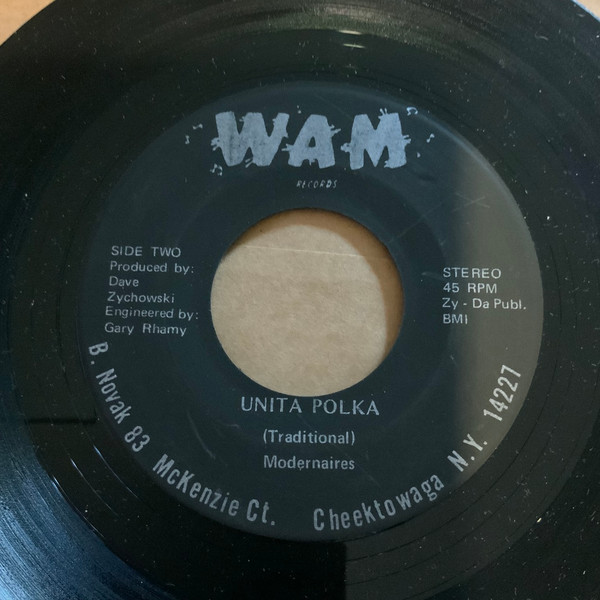 WAM
RECORDS
SIDE TWO
Produced by:
Dave
Zychowski
Engineered by:
Gary Rhamy
STEREO
45 RPM
Zy - Da Publ.
BMI
UNITA POLKA
(Traditional)
Modernaires
B. Novak 83 McKenzie Ct. Cheektowaga N.Y. 14227